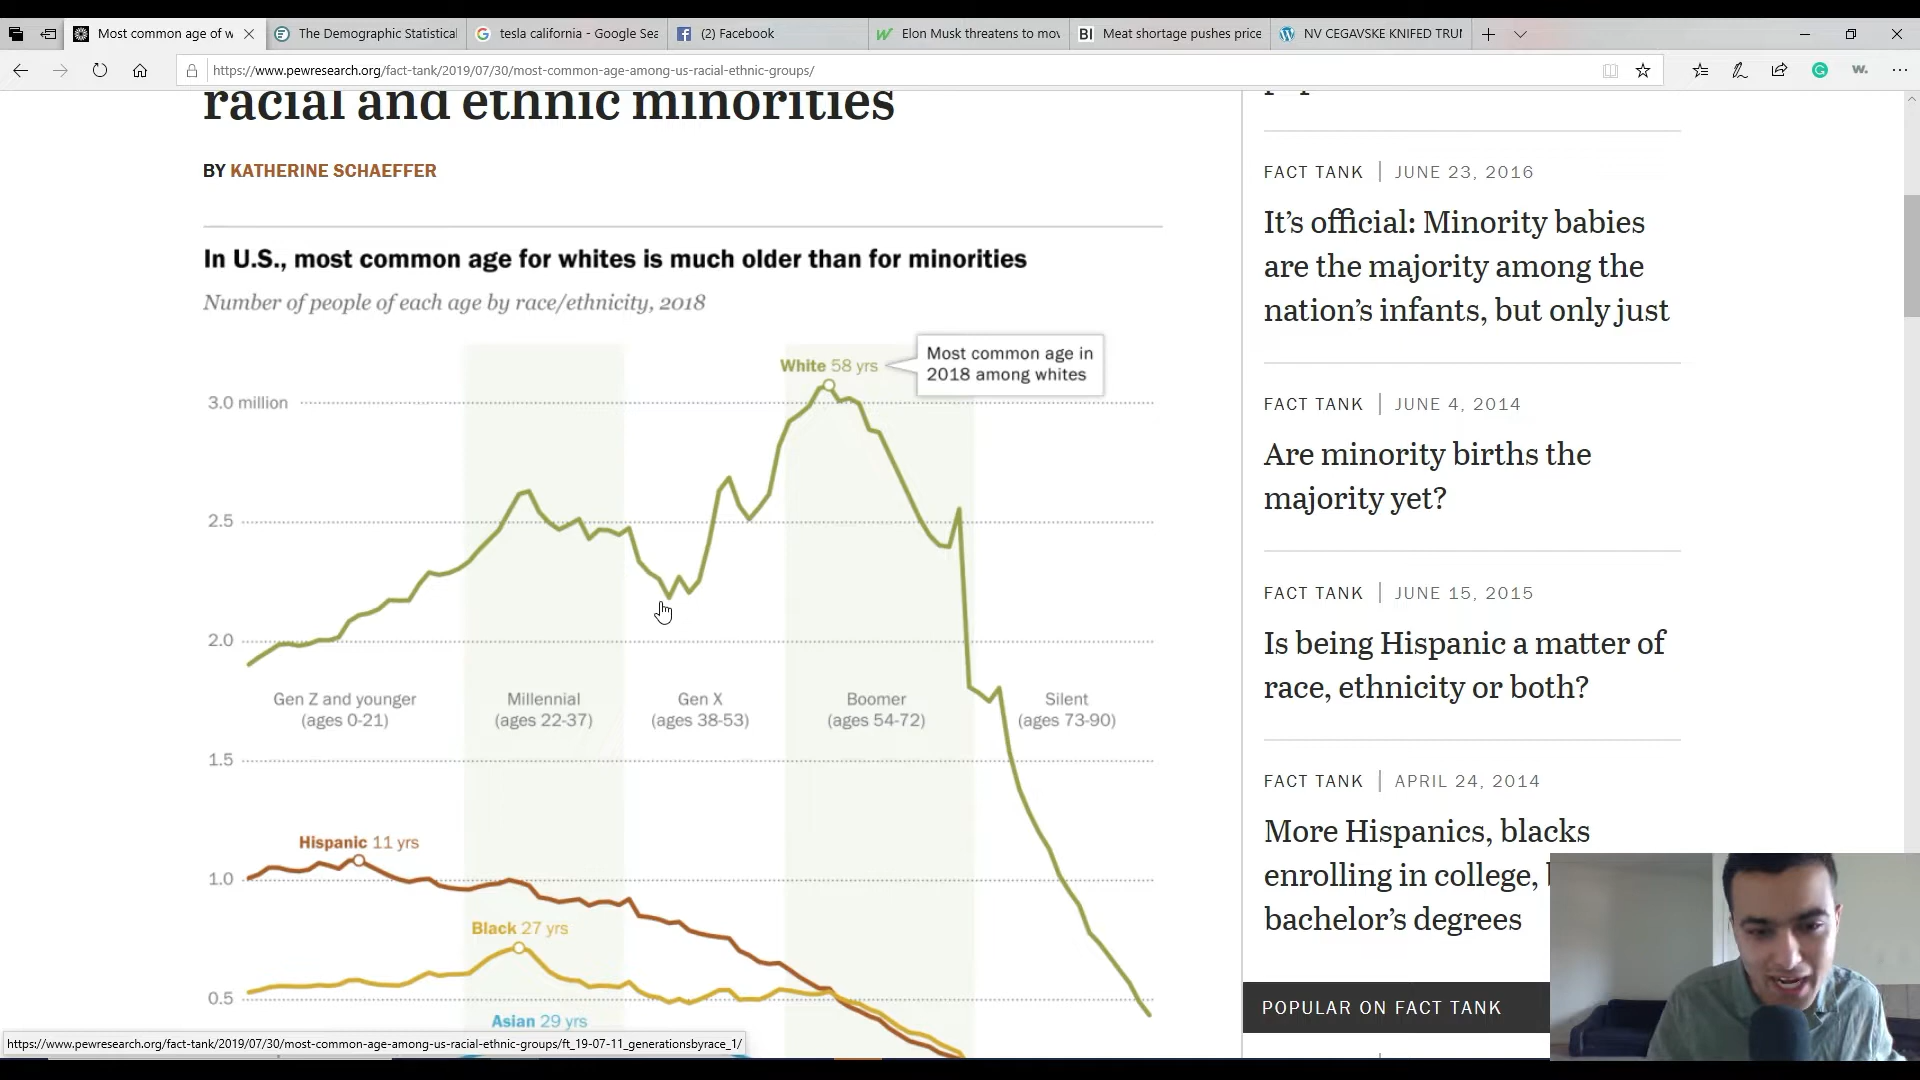 Most common age of w
The Demographic Statistical
tesla california - Google Sea
(2) Facebook
Elon Musk threatens to mov
BI Meat shortage pushes price
NV CEGAVSKE KNIFED TRUM
https://www.pewresearch.org/fact-tank/2019/07/30/most-common-age-among-us-racial-ethnic-groups/
racial and ethnic minorities
BY KATHERINE SCHAEFFER
In U.S., most common age for whites is much older than for minorities
Number of people of each age by race/ethnicity, 2018
White 58 yrs
Most common age in
2018 among whites
3.0 million
2.5
2.0
Gen Z and younger
(ages 0-21)
Millennial
(ages 22-37)
Gen X
(ages 38-53)
Boomer
(ages 54-72)
Silent
(ages 73-90)
1.5
Hispanic 11 yrs
1.0
Black 27 yrs
0.5
Asian 29 yrs
https://www.pewresearch.org/fact-tank/2019/07/30/most-common-age-among-us-racial-ethnic-groups/ft_19-07-11_generationsbyrace_1/
FACT TANK | JUNE 23, 2016
It’s official: Minority babies
are the majority among the
nation’s infants, but only just
FACT TANK | JUNE 4, 2014
Are minority births the
majority yet?
FACT TANK | JUNE 15, 2015
Is being Hispanic a matter of
race, ethnicity or both?
FACT TANK | APRIL 24, 2014
More Hispanics, blacks
enrolling in college,
bachelor’s degrees
POPULAR ON FACT TANK